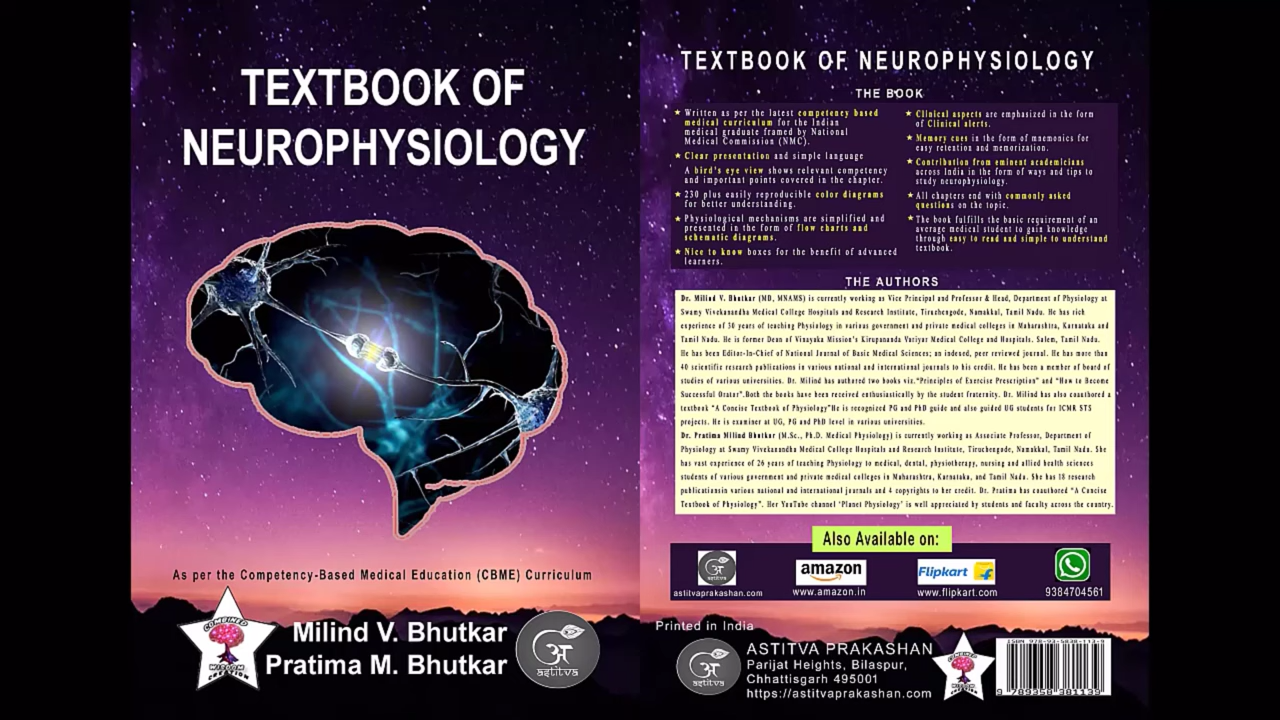 TEXTBOOK OF
NEUROPHYSIOLOGY
As per the Competency-Based Medical Education (CBME) Curriculum
COMBINED
WISDOM
CREATION
Milind V. Bhutkar
Pratima M. Bhutkar
अ
astitva
TEXTBOOK OF NEUROPHYSIOLOGY
THE BOOK
★ Written as per the latest competency based
medical curriculum for the Indian
medical graduate framed by National
Medical Commission (NMC).
★ Clear presentation and simple language
A bird's eye view shows relevant competency
and important points covered in the chapter.
★ 230 plus easily reproducible color diagrams
for better understanding.
★ Physiological mechanisms are simplified and
presented in the form of flow charts and
schematic diagrams.
★ Nice to know boxes for the benefit of advanced
learners.
★ Clinical aspects are emphasized in the form
of Clinical alerts.
★ Memory cues in the form of mnemonics for
easy retention and memorization.
★ Contribution from eminent academicians
across India in the form of ways and tips to
study neurophysiology.
★ All chapters end with commonly asked
questions on the topic.
★ The book fulfills the basic requirement of an
average medical student to gain knowledge
through easy to read and simple to understand
textbook.
THE AUTHORS
Dr. Milind V. Bhutkar (MD, MNAMS) is currently working as Vice Principal and Professor & Head, Department of Physiology at
Swamy Vivekanandha Medical College Hospitals and Research Institute, Tiruchengode, Namakkal, Tamil Nadu. He has rich
experience of 30 years of teaching Physiology in various government and private medical colleges in Maharashtra, Karnataka and
Tamil Nadu. He is former Dean of Vinayaka Mission's Kirupananda Variyar Medical College and Hospitals. Salem, Tamil Nadu.
He has been Editor-In-Chief of National Journal of Basic Medical Sciences; an indexed, peer reviewed journal. He has more than
40 scientific research publications in various national and international journals to his credit. He has been a member of board of
studies of various universities. Dr. Milind has authored two books viz."Principles of Exercise Prescription" and "How to Become
Successful Orator".Both the books have been received enthusiastically by the student fraternity. Dr. Milind has also coauthored a
textbook "A Concise Textbook of Physiology"He is recognized PG and PhD guide and also guided UG students for ICMR STS
projects. He is examiner at UG, PG and PhD level in various universities.
Dr. Pratima Milind Bhutkar (M.Sc., Ph.D. Medical Physiology) is currently working as Associate Professor, Department of
Physiology at Swamy Vivekanandha Medical College Hospitals and Research Institute, Tiruchengode, Namakkal, Tamil Nadu. She
has vast experience of 26 years of teaching Physiology to medical, dental, physiotherapy, nursing and allied health sciences
students of various government and private medical colleges in Maharashtra, Karnataka, and Tamil Nadu. She has 18 research
publicationsin various national and international journals and 4 copyrights to her credit. Dr. Pratima has coauthored "A Concise
Textbook of Physiology". Her YouTube channel 'Planet Physiology' is well appreciated by students and faculty across the country.
Also Available on:
अ
astitva
astitvaprakashan.com
amazon
www.amazon.in
Flipkart
www.flipkart.com
9384704561
Printed in India
अ
astitva
ASTITVA PRAKASHAN
Parijat Heights, Bilaspur,
Chhattisgarh 495001
https://astitvaprakashan.com
COMBINED
WISDOM
CREATION
ISBN 978-93-5838-113-9
9 789358 381139